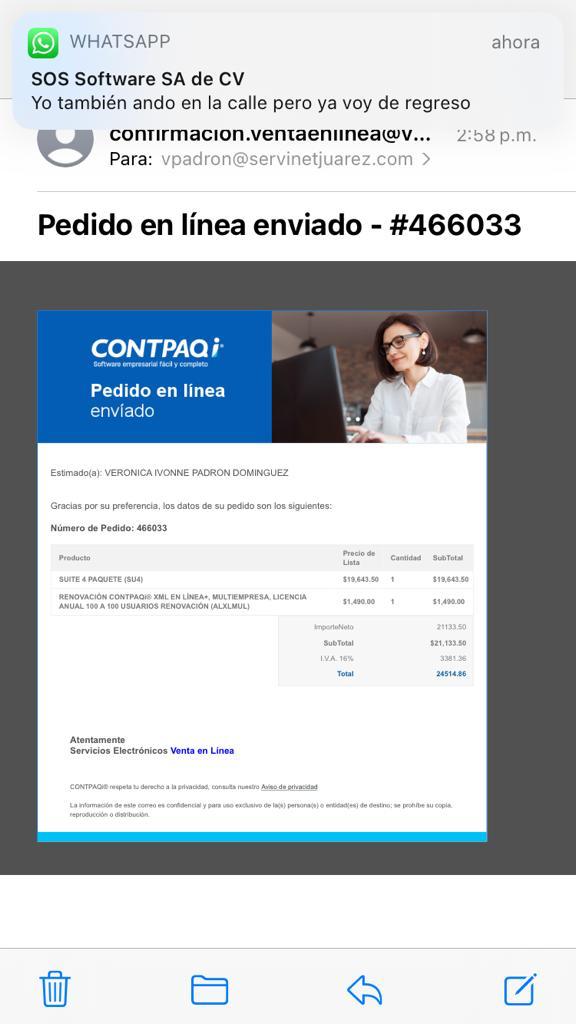 WHATSAPP
ahora
SOS Software SA de CV
Yo también ando en la calle pero ya voy de regreso
confirmacion.ventaenlinea@v...
2:58 p.m.
Para: vpadron@servinetjuarez.com >
Pedido en línea enviado - #466033
CONTPAQi®
Software empresarial fácil y completo
Pedido en línea
envíado
Estimado(a): VERONICA IVONNE PADRON DOMINGUEZ
Gracias por su preferencia, los datos de su pedido son los siguientes:
Número de Pedido: 466033
Producto Precio de Lista Cantidad SubTotal
SUITE 4 PAQUETE (SU4) $19,643.50 1 $19,643.50
RENOVACIÓN CONTPAQi® XML EN LÍNEA+, MULTIEMPRESA, LICENCIA
ANUAL 100 A 100 USUARIOS RENOVACIÓN (ALXLMUL) $1,490.00 1 $1,490.00
ImporteNeto 21133.50
SubTotal $21,133.50
I.V.A. 16% 3381.36
Total 24514.86
Atentamente
Servicios Electrónicos Venta en Línea
CONTPAQi® respeta tu derecho a la privacidad, consulta nuestro Aviso de privacidad
La información de este correo es confidencial y para uso exclusivo de la(s) persona(s) o entidad(es) de destino; se prohíbe su copia,
reproducción o distribución.